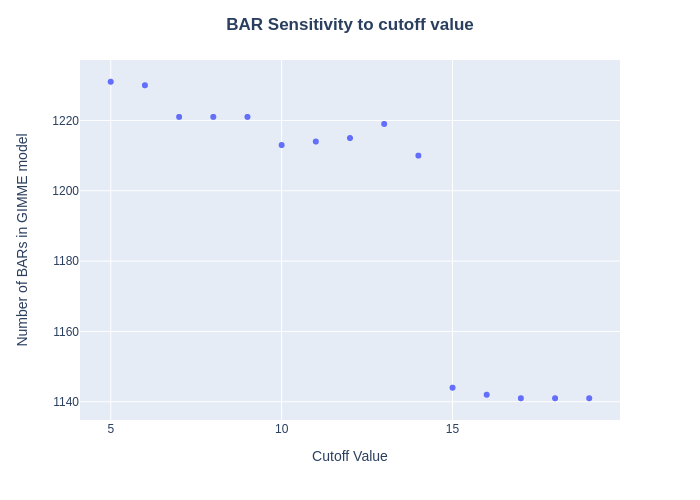 BAR Sensitivity to cutoff value
Number of BARs in GIMME model
1220
1200
1180
1160
1140
5
10
15
Cutoff Value